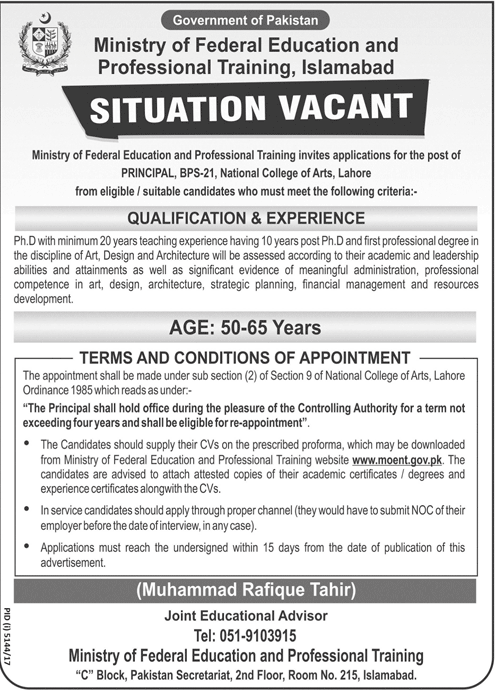 Government of Pakistan
Ministry of Federal Education and
Professional Training, Islamabad
SITUATION VACANT
Ministry of Federal Education and Professional Training invites applications for the post of
PRINCIPAL, BPS-21, National College of Arts, Lahore
from eligible / suitable candidates who must meet the following criteria:-
QUALIFICATION & EXPERIENCE
Ph.D with minimum 20 years teaching experience having 10 years post Ph.D and first professional degree in
the discipline of Art, Design and Architecture will be assessed according to their academic and leadership
abilities and attainments as well as significant evidence of meaningful administration, professional
competence in art, design, architecture, strategic planning, financial management and resources
development.
AGE: 50-65 Years
TERMS AND CONDITIONS OF APPOINTMENT
The appointment shall be made under sub section (2) of Section 9 of National College of Arts, Lahore
Ordinance 1985 which reads as under:-
“The Principal shall hold office during the pleasure of the Controlling Authority for a term not
exceeding four years and shall be eligible for re-appointment”.
• The Candidates should supply their CVs on the prescribed proforma, which may be downloaded
from Ministry of Federal Education and Professional Training website www.moent.gov.pk. The
candidates are advised to attach attested copies of their academic certificates / degrees and
experience certificates alongwith the CVs.
• In service candidates should apply through proper channel (they would have to submit NOC of their
employer before the date of interview, in any case).
• Applications must reach the undersigned within 15 days from the date of publication of this
advertisement.
(Muhammad Rafique Tahir)
Joint Educational Advisor
Tel: 051-9103915
Ministry of Federal Education and Professional Training
“C” Block, Pakistan Secretariat, 2nd Floor, Room No. 215, Islamabad.
PID (i) 5144/17